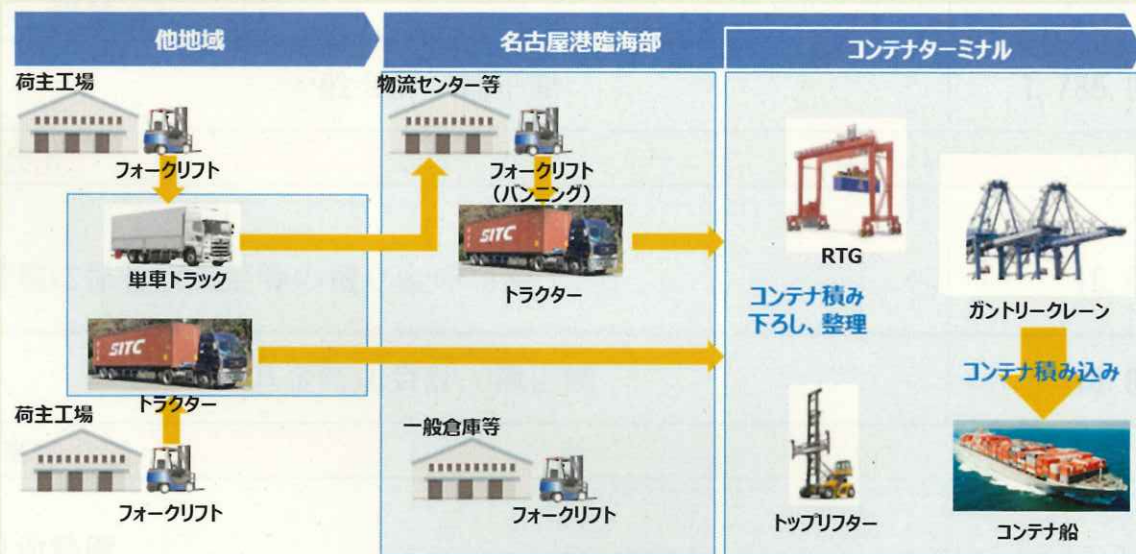 他地域
名古屋港臨海部
コンテナターミナル
荷主工場
フォークリフト
単車トラック
SITC
トラクター
荷主工場
フォークリフト
物流センター等
フォークリフト
(バンニング)
SITC
トラクター
一般倉庫等
フォークリフト
RTG
コンテナ積み
下ろし、整理
トップリフター
ガントリークレーン
コンテナ積み込み
コンテナ船